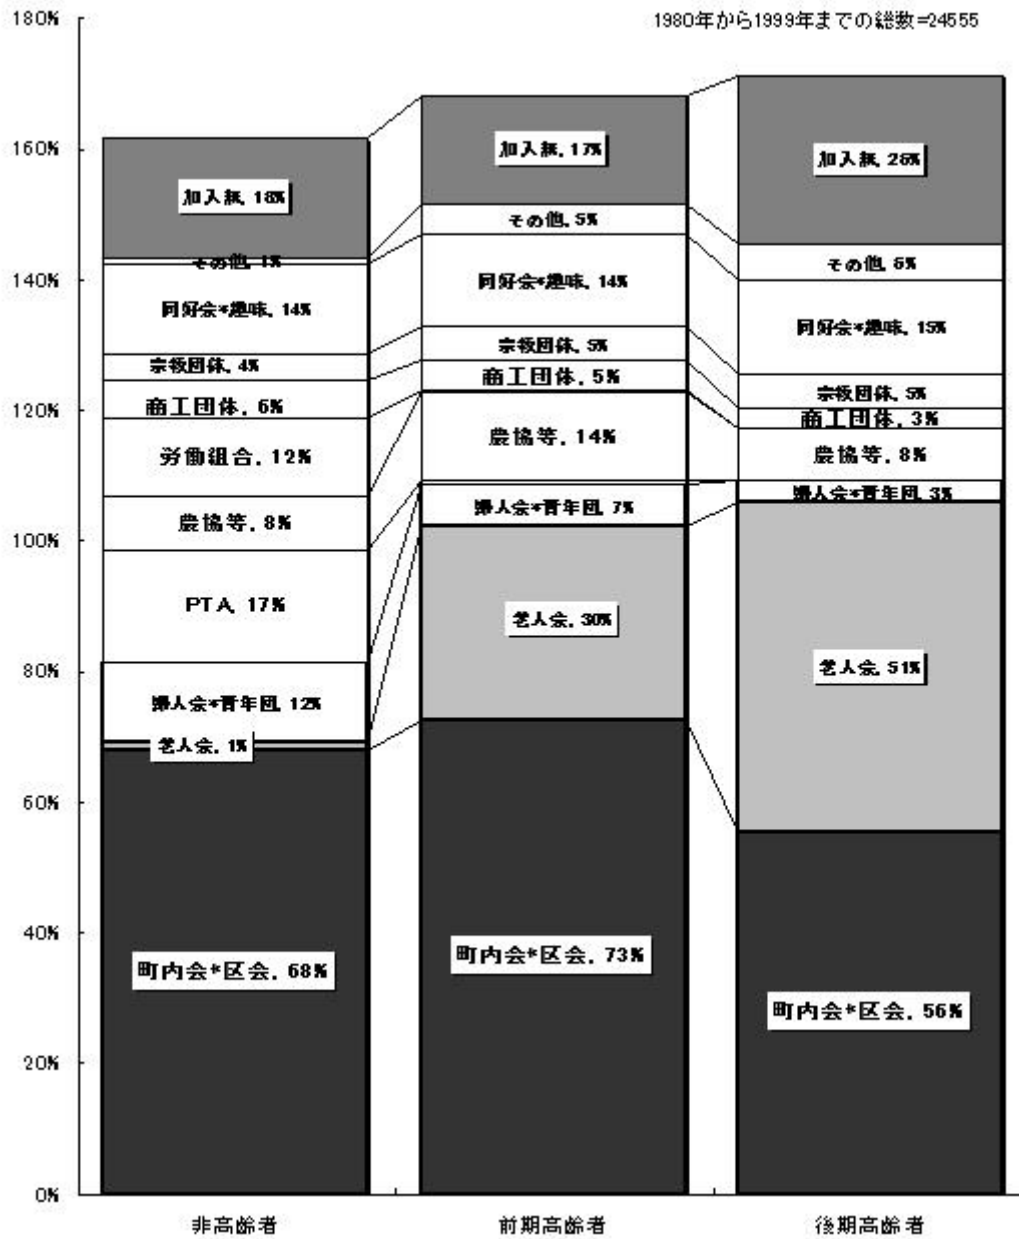 180%
1980年から1999年までの総数=24555
160%
140%
120%
100%
80%
60%
40%
20%
0%
加入無, 18%
その他, 1%
同好会*趣味, 14%
宗教団体, 4%
商工団体, 6%
労働組合, 12%
農協等, 8%
PTA, 17%
婦人会*青年団, 12%
老人会, 1%
町内会*区会, 68%
非高齢者
加入無, 17%
その他, 5%
同好会*趣味, 14%
宗教団体, 5%
商工団体, 5%
農協等, 14%
婦人会*青年団, 7%
老人会, 30%
町内会*区会, 73%
前期高齢者
加入無, 26%
その他, 6%
同好会*趣味, 15%
宗教団体, 5%
商工団体, 3%
農協等, 8%
婦人会*青年団, 3%
老人会, 51%
町内会*区会, 56%
後期高齢者